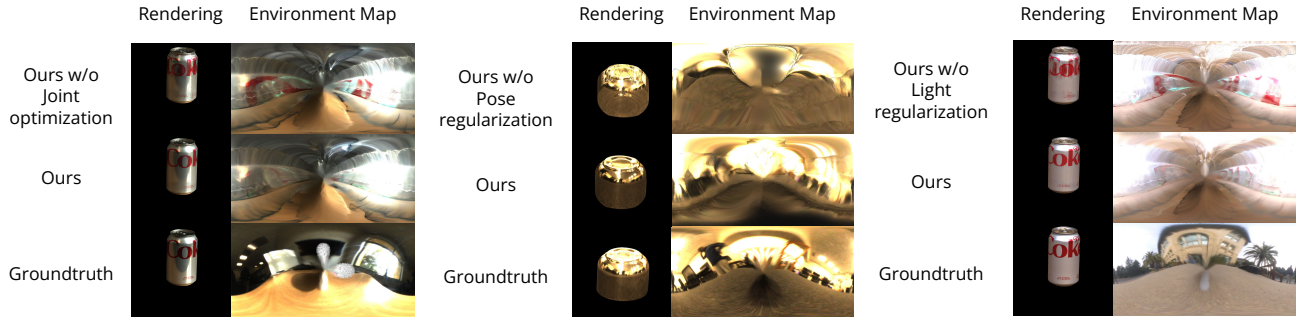 Rendering Environment Map
Ours w/o
Joint
optimization
Ours
Groundtruth
Rendering Environment Map
Ours w/o
Pose
regularization
Ours
Groundtruth
Rendering Environment Map
Ours w/o
Light
regularization
Ours
Groundtruth